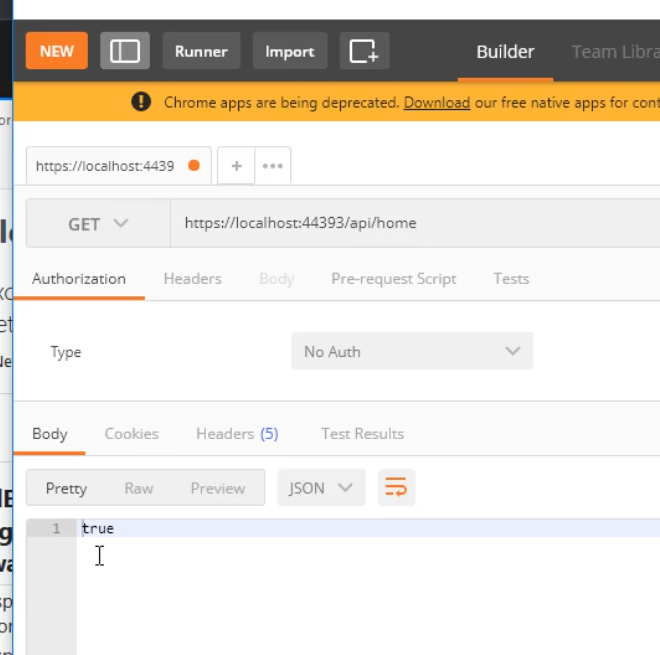 NEW Runner Import Builder Team Libra
Chrome apps are being deprecated. Download our free native apps for cont
https://localhost:4439 + •••
GET https://localhost:44393/api/home
Authorization Headers Body Pre-request Script Tests
Type No Auth
Body Cookies Headers (5) Test Results
Pretty Raw Preview JSON
1 true